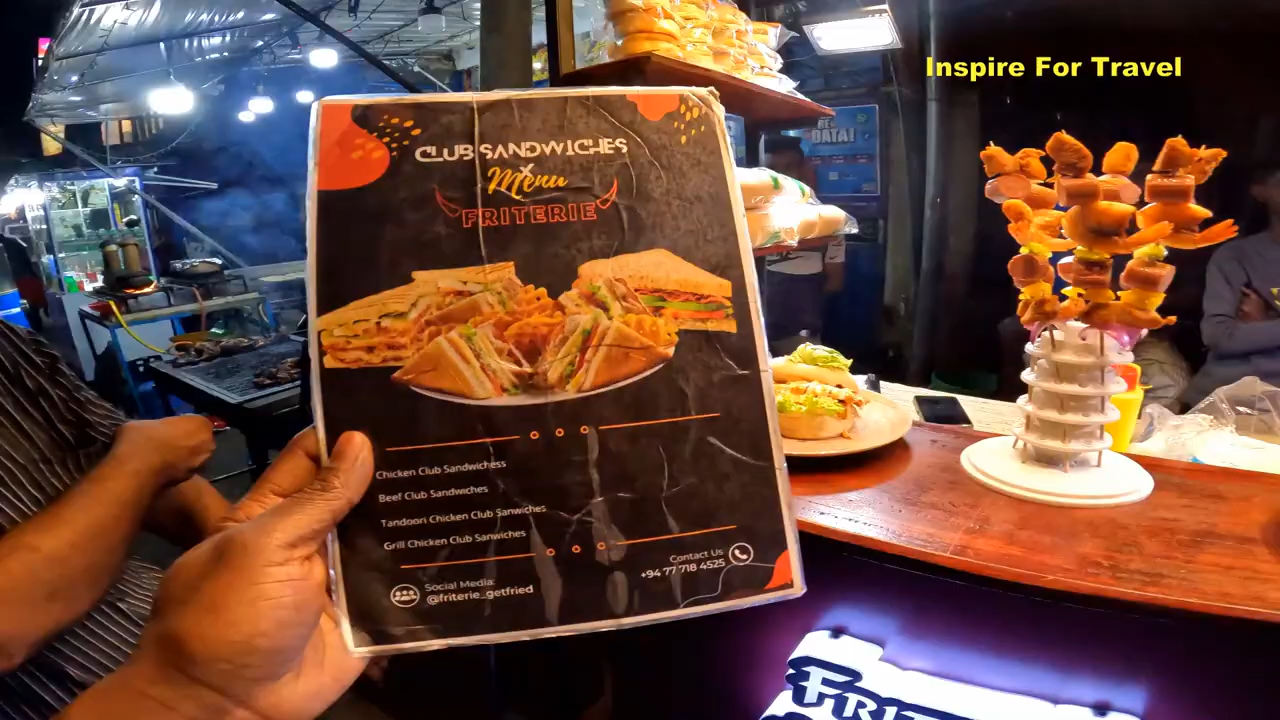 Inspire For Travel
CLUB SANDWICHES
X
Menu
FRITERIE
Chicken Club Sandwichess
Beef Club Sandwiches
Tandoori Chicken Club Sanwiches
Grill Chicken Club Sanwiches
Social Media:
@friterie_getfried
Contact Us
+94 77 718 4525
DATA!